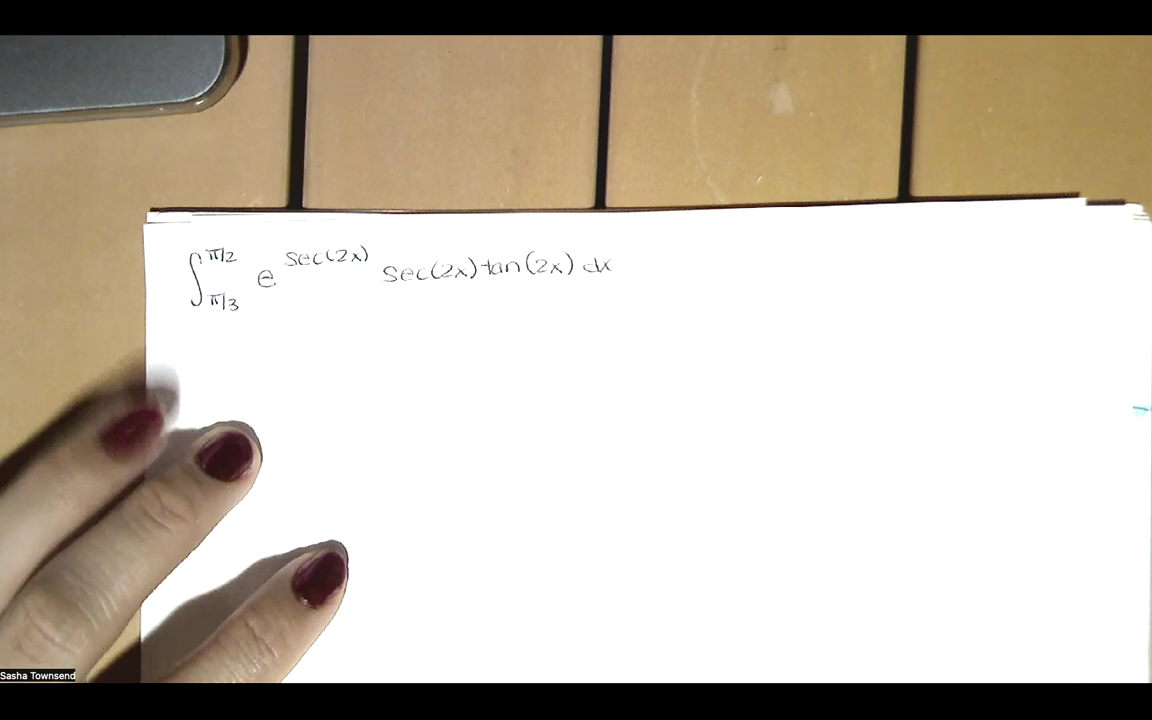 ∫_{π/3}^{π/2} e^{sec(2x)} sec(2x) tan(2x) dx
Sasha Townsend